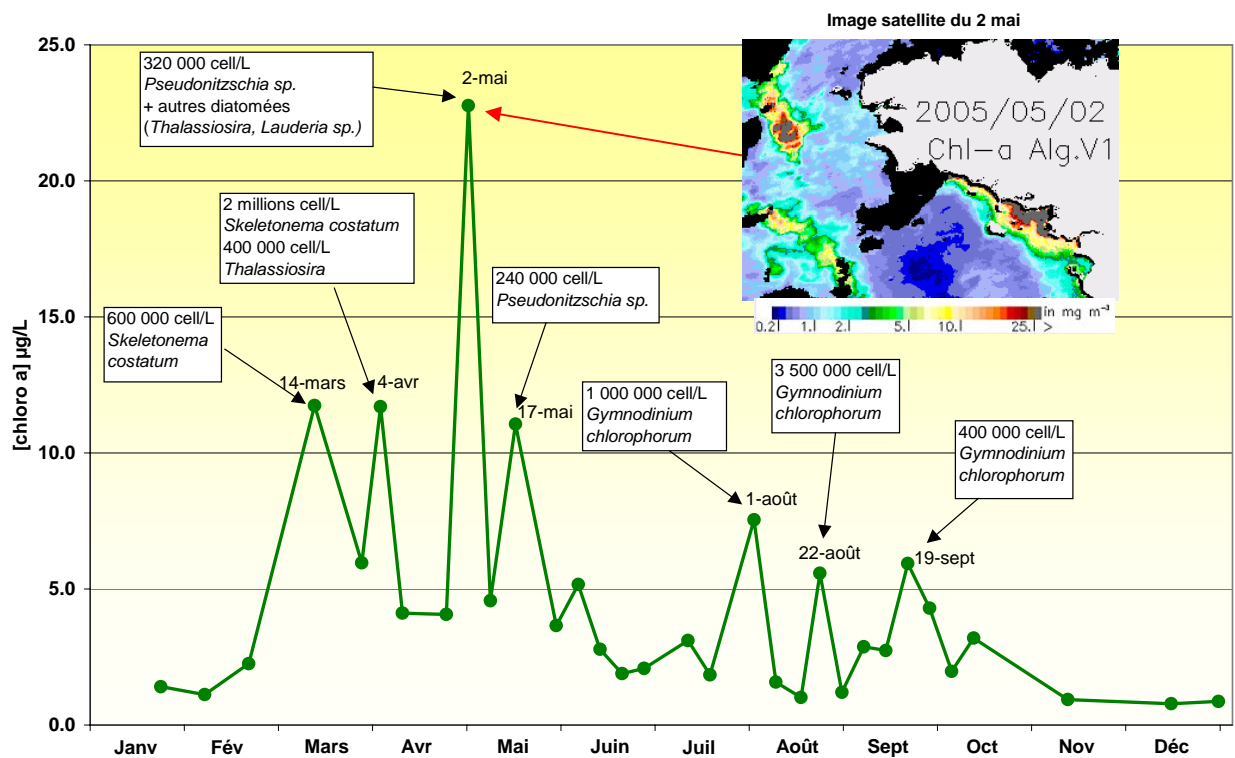 Image satellite du 2 mai
25.0
20.0
15.0
10.0
5.0
0.0
[chloro a] µg/L
320 000 cell/L
Pseudonitzschia sp.
+ autres diatomées
(Thalassiosira, Lauderia sp.)
2-mai
2005/05/02
Chl-a Alg.V1
0.2 1. 2. 5. 10. 25. > in mg m⁻³
2 millions cell/L
Skeletonema costatum
400 000 cell/L
Thalassiosira
240 000 cell/L
Pseudonitzschia sp.
600 000 cell/L
Skeletonema
costatum
14-mars
4-avr
17-mai
1 000 000 cell/L
Gymnodinium
chlorophorum
3 500 000 cell/L
Gymnodinium
chlorophorum
400 000 cell/L
Gymnodinium
chlorophorum
1-août
22-août
19-sept
Janv Fév Mars Avr Mai Juin Juil Août Sept Oct Nov Déc